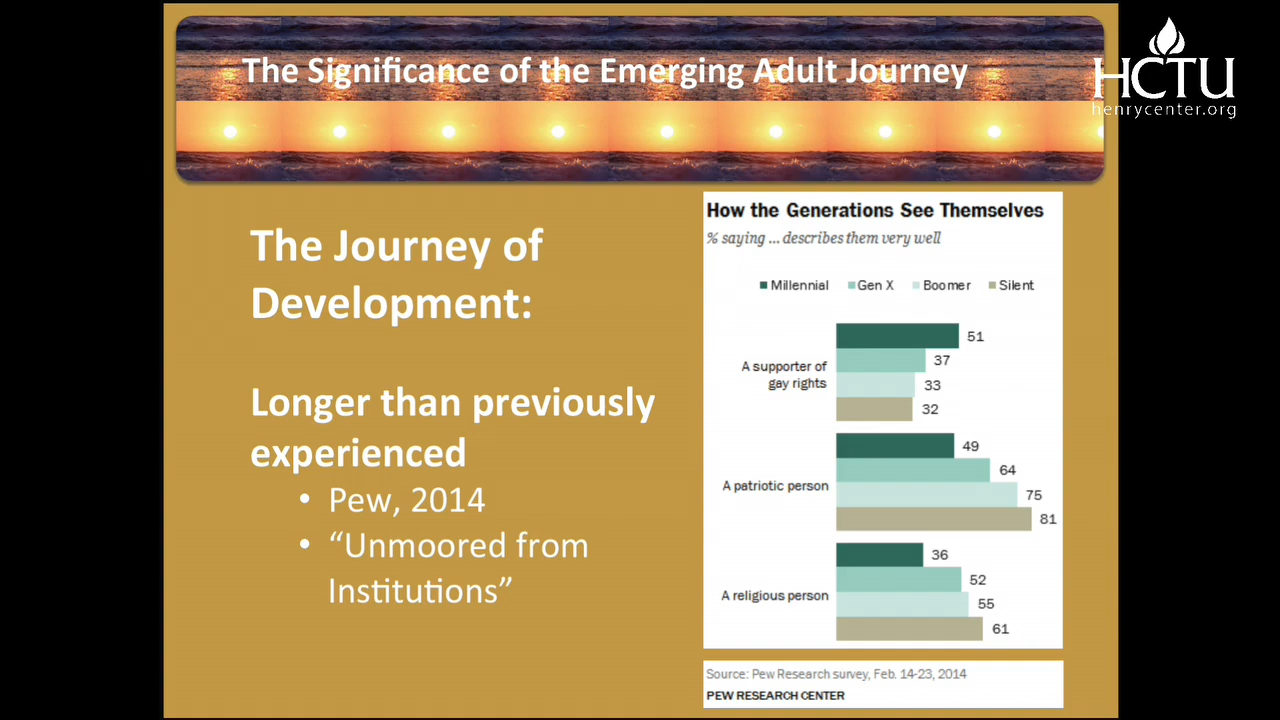 The Significance of the Emerging Adult Journey
HCTU
henrycenter.org
The Journey of
Development:
Longer than previously
experienced
• Pew, 2014
• “Unmoored from
Institutions”
How the Generations See Themselves
% saying ... describes them very well
Millennial Gen X Boomer Silent
A supporter of
gay rights
51
37
33
32
A patriotic person
49
64
75
81
A religious person
36
52
55
61
Source: Pew Research survey, Feb. 14-23, 2014
PEW RESEARCH CENTER